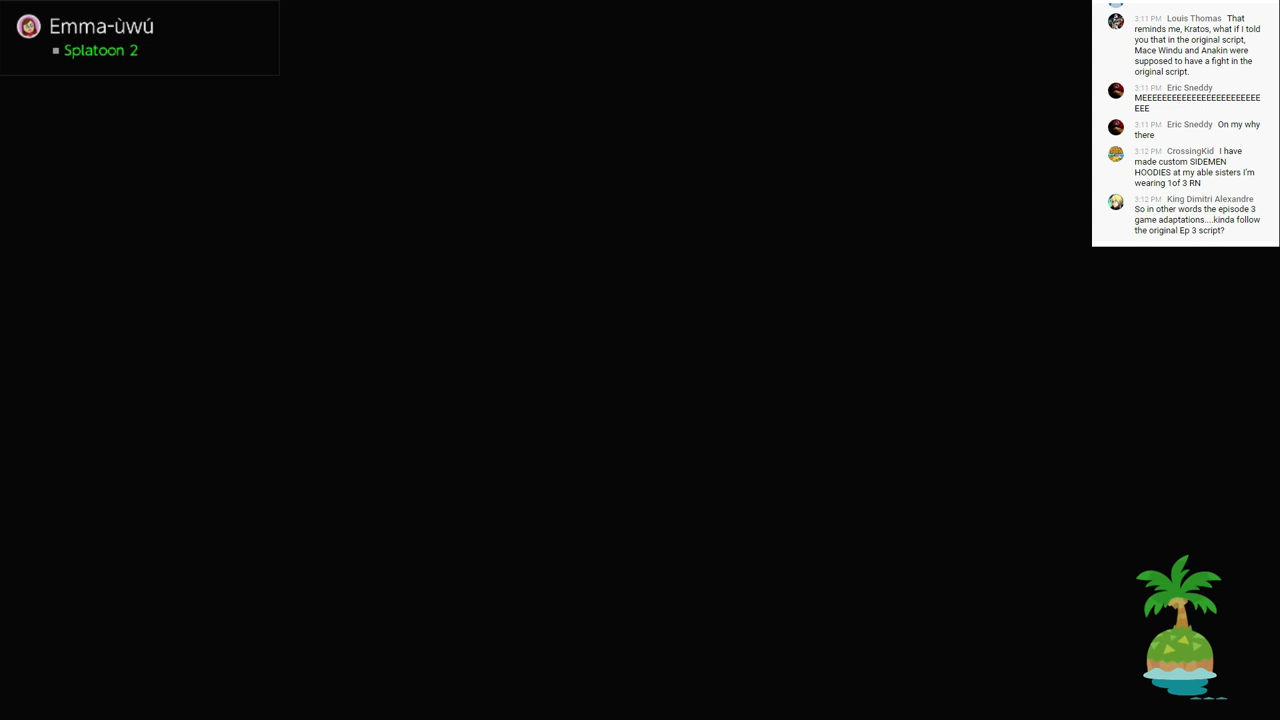 Emma-ùwú
Splatoon 2
3:11 PM Louis Thomas That
reminds me, Kratos, what if I told
you that in the original script,
Mace Windu and Anakin were
supposed to have a fight in the
original script.
3:11 PM Eric Sneddy
MEEEEEEEEEEEEEEEEEEEEEEEE
EEE
3:11 PM Eric Sneddy On my why
there
3:12 PM CrossingKid I have
made custom SIDEMEN
HOODIES at my able sisters I'm
wearing 1of 3 RN
3:12 PM King Dimitri Alexandre
So in other words the episode 3
game adaptations....kinda follow
the original Ep 3 script?